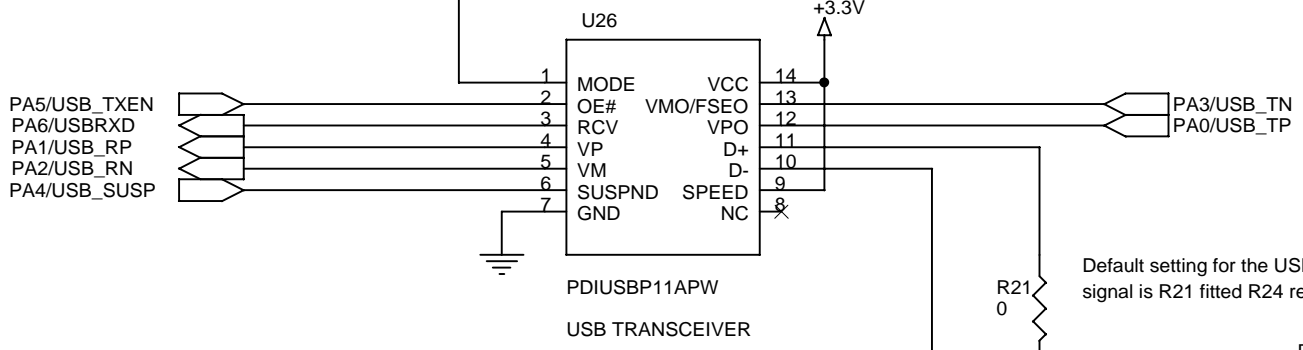 +3.3V
U26
1 MODE VCC 14
PA5/USB_TXEN 2 OE# VMO/FSEO 13 PA3/USB_TN
PA6/USBRXD 3 RCV VPO 12 PA0/USB_TP
PA1/USB_RP 4 VP D+ 11
PA2/USB_RN 5 VM D- 10
PA4/USB_SUSP 6 SUSPND SPEED 9
7 GND NC 8
Default setting for the
PDIUSBP11APW R21 signal is R21 fitted R24
0
USB TRANSCEIVER